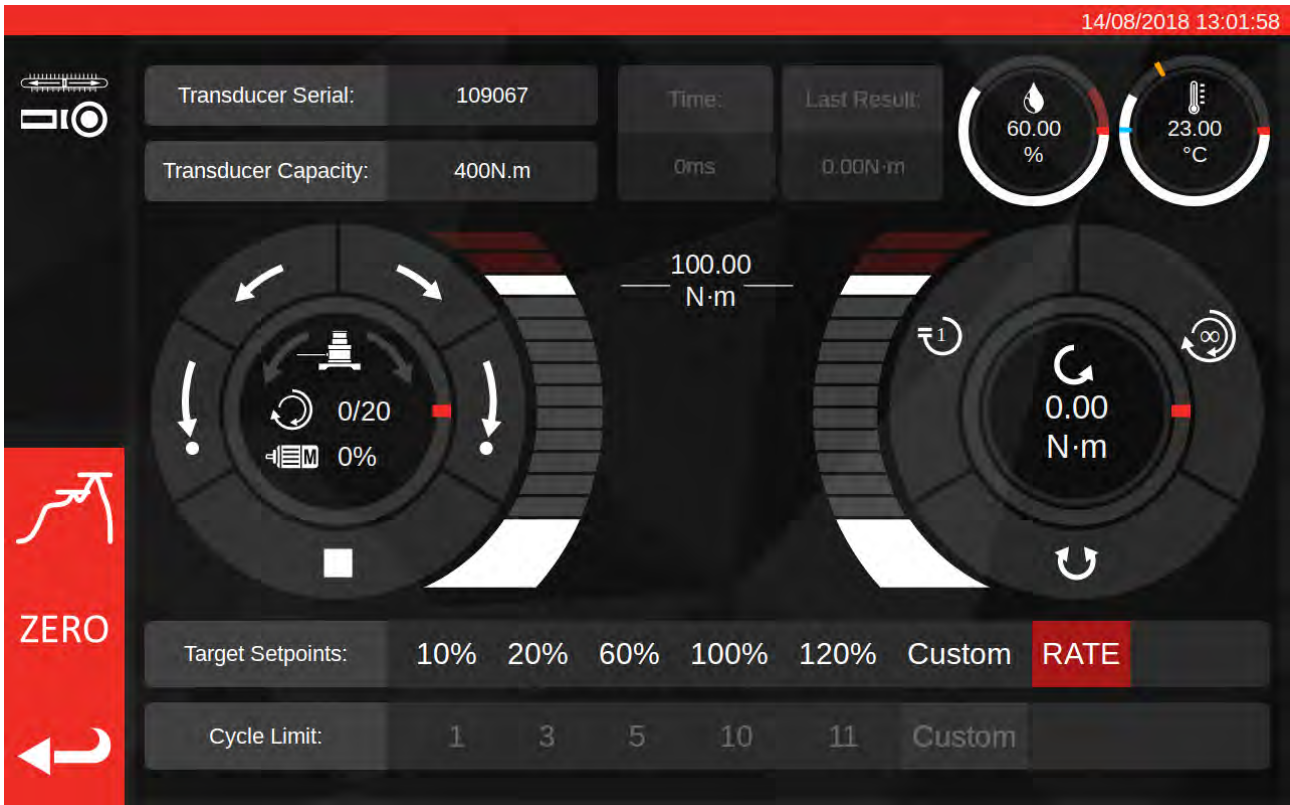 14/08/2018 13:01:58
Transducer Serial: 109067
Time: Last Result:
60.00
%
23.00
°C
Transducer Capacity: 400N.m
0ms 0.00N·m
100.00
N·m
=1
∞
0/20
M 0%
0.00
N·m
ZERO
Target Setpoints: 10% 20% 60% 100% 120% Custom RATE
Cycle Limit: 1 3 5 10 11 Custom